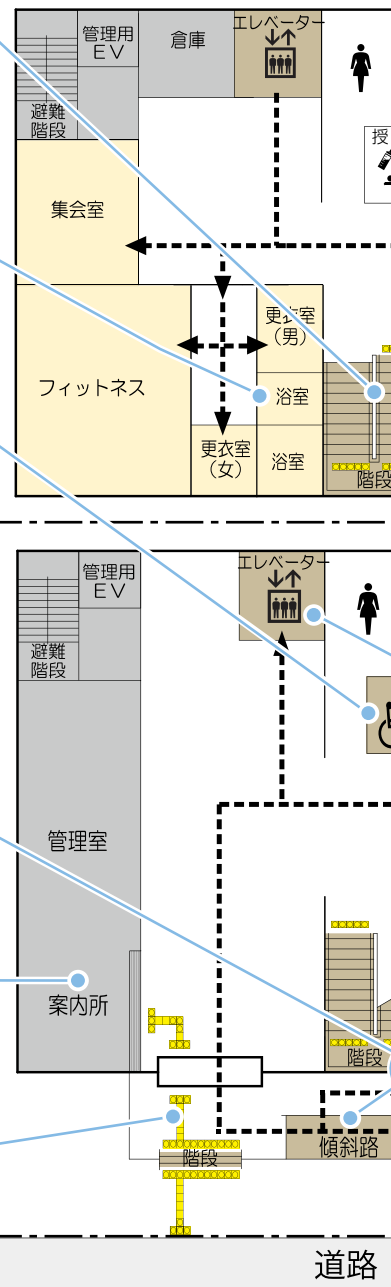 エレベーター
管理用
EV
倉庫
避難
階段
授
集会室
更衣室
(男)
フィットネス
浴室
更衣室
(女)
浴室
階段
エレベーター
管理用
EV
避難
階段
管理室
案内所
階段
階段
傾斜路
道路